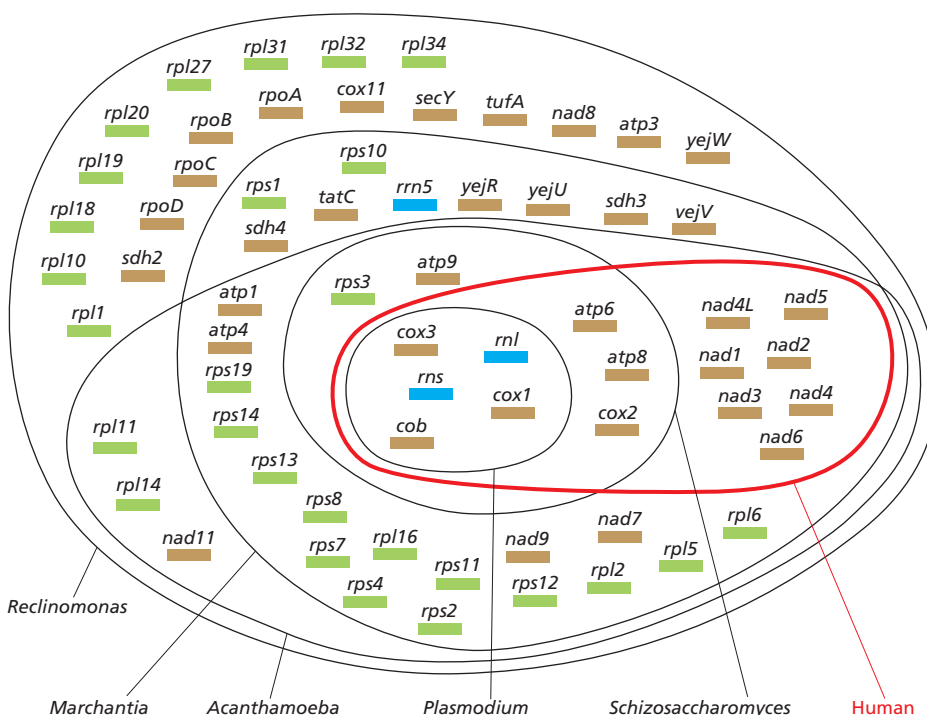 rpl31 rpl32 rpl34
rpl27
rpoA cox11 secY tufA nad8 atp3 yejW
rpl20 rpoB
rps10
rpl19 rpoC
rps1 tatC rrn5 yejR yejU sdh3 vejV
rpl18 rpoD
sdh4
rpl10 sdh2
atp9
rps3
atp1
rpl1
atp6
nad4L nad5
atp4
cox3 rnl
nad1 nad2
rps19
rns
atp8
rps14
cox1
nad3 nad4
cob
cox2
rpl11
nad6
rps13
rpl14
rps8
rpl6
nad11
rps7 rpl16
nad9 nad7
rps4 rps11 rps12 rpl2 rpl5
rps2
Reclinomonas
Marchantia Acanthamoeba Plasmodium Schizosaccharomyces Human